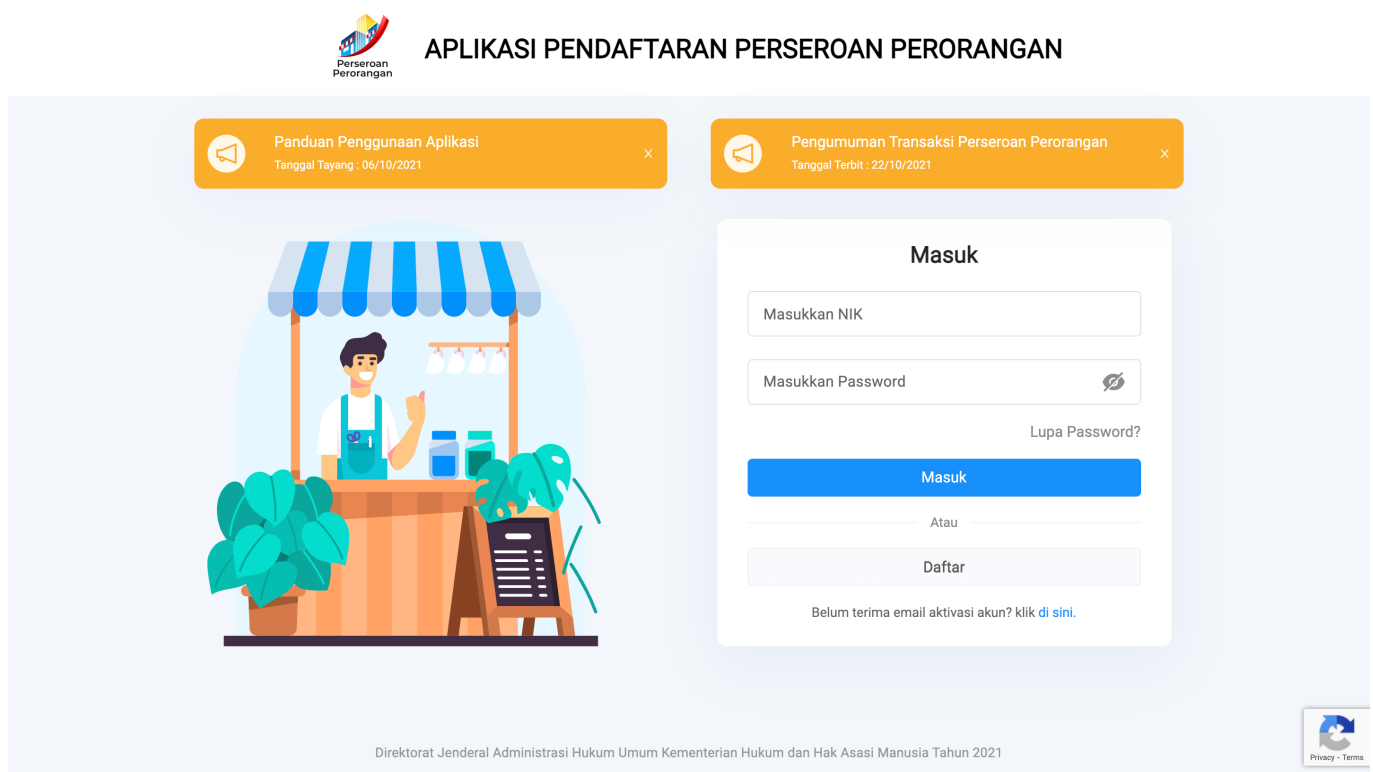 Perseroan
Perorangan
APLIKASI PENDAFTARAN PERSEROAN PERORANGAN
Panduan Penggunaan Aplikasi
Tanggal Tayang : 06/10/2021
X
Pengumuman Transaksi Perseroan Perorangan
Tanggal Terbit : 22/10/2021
X
Masuk
Masukkan NIK
Masukkan Password
Lupa Password?
Masuk
Atau
Daftar
Belum terima email aktivasi akun? klik di sini.
Direktorat Jenderal Administrasi Hukum Umum Kementerian Hukum dan Hak Asasi Manusia Tahun 2021
Privacy - Terms